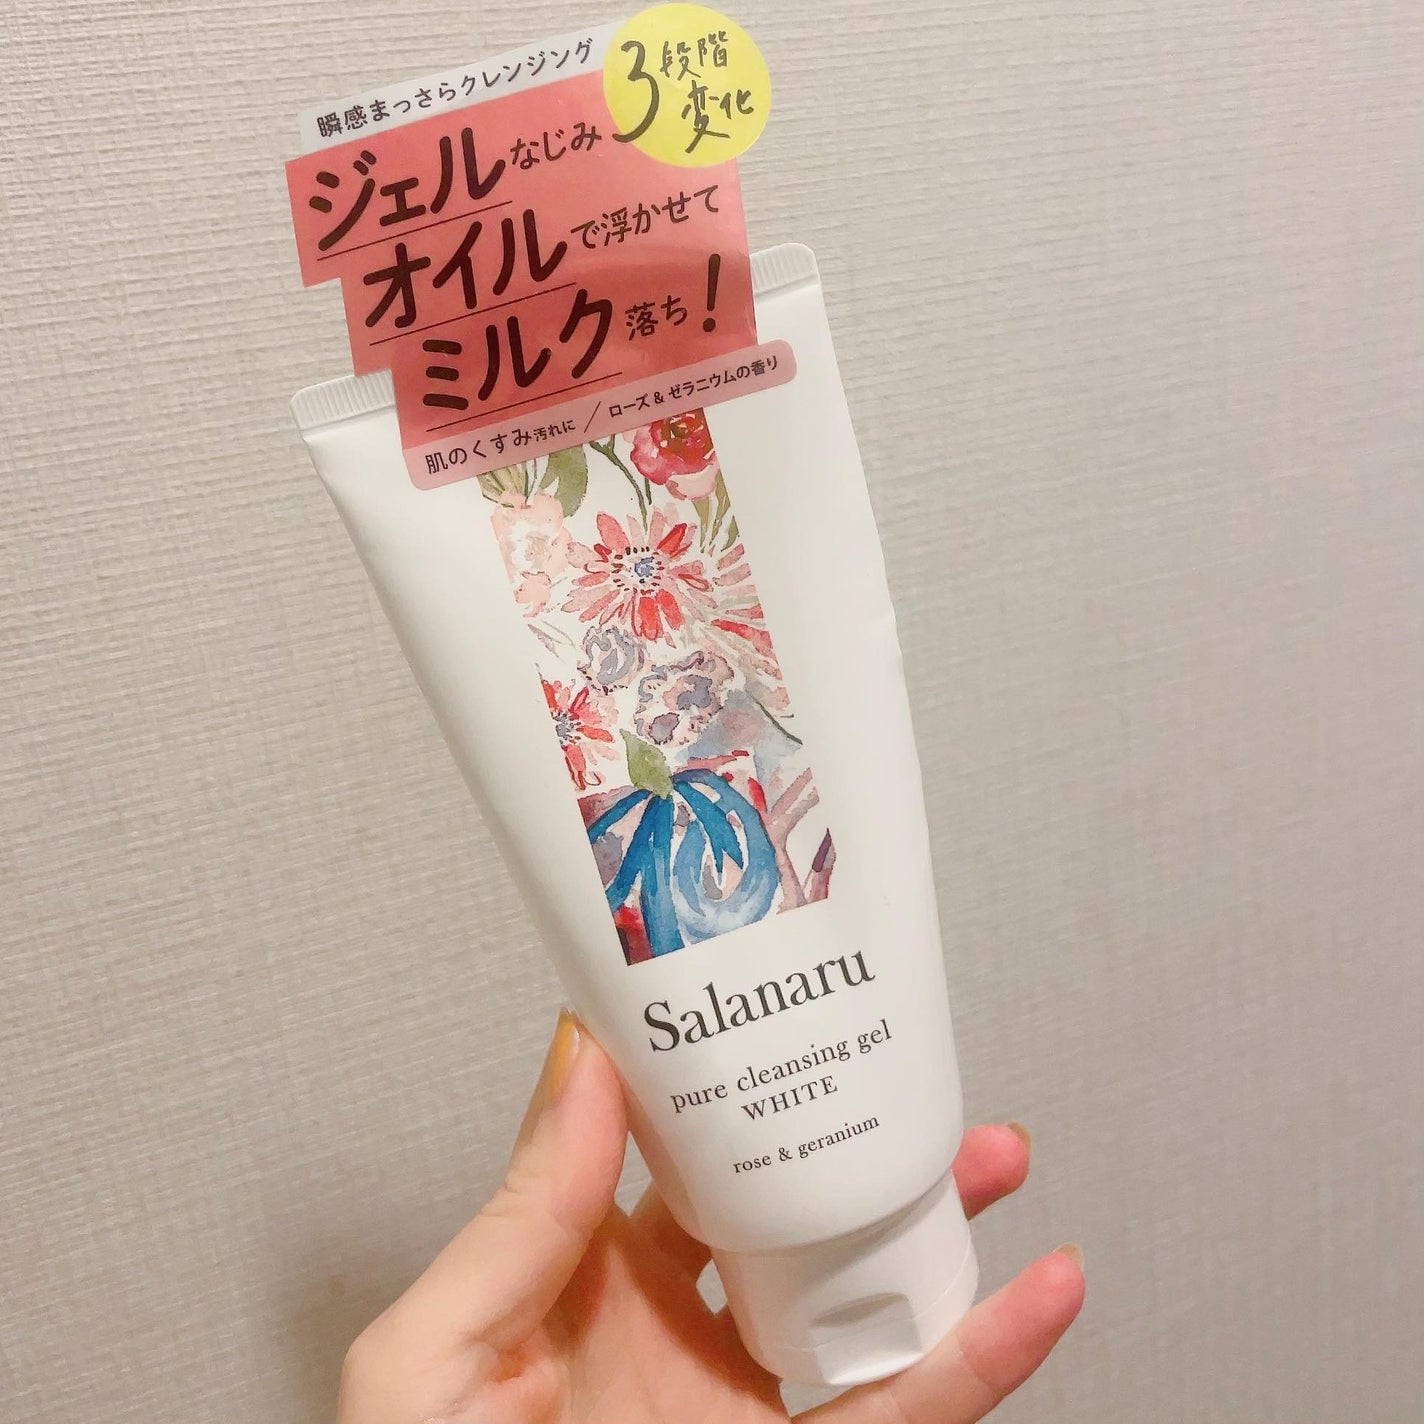 瞬感まっさらクレンジング
3段階
変化
ジェルなじみ
オイルで浮かせて
ミルク落ち！
肌のくすみ汚れに／ローズ&ゼラニウムの香り
Salanaru
pure cleansing gel
WHITE
rose & geranium